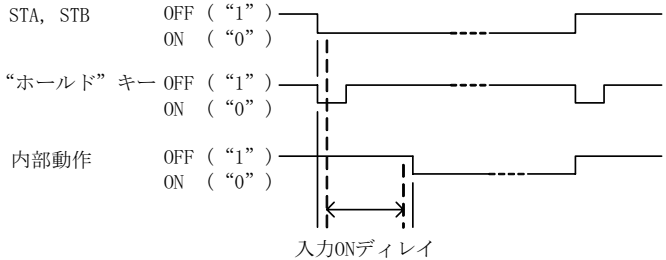 STA, STB OFF (“1”)
ON (“0”)
“ホールド”キー OFF (“1”)
ON (“0”)
内部動作 OFF (“1”)
ON (“0”)
入力ONディレイ